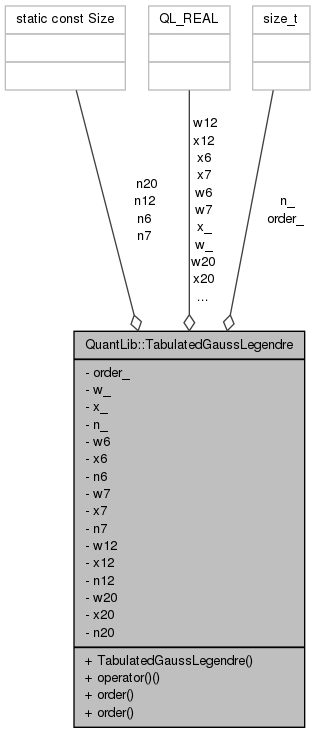 static const Size
QL_REAL
size_t
n20
n12
n6
n7
w12
x12
x6
x7
w6
w7
x_
w_
w20
x20
...
n_
order_
QuantLib::TabulatedGaussLegendre
- order_
- w_
- x_
- n_
- w6
- x6
- n6
- w7
- x7
- n7
- w12
- x12
- n12
- w20
- x20
- n20
+ TabulatedGaussLegendre()
+ operator()()
+ order()
+ order()